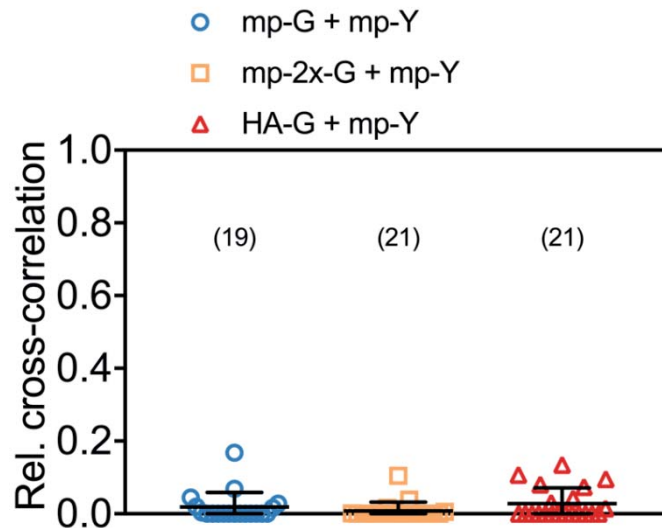 mp-G + mp-Y
mp-2x-G + mp-Y
HA-G + mp-Y
Rel. cross-correlation
1.0
0.8
0.6
0.4
0.2
0.0
(19) (21) (21)